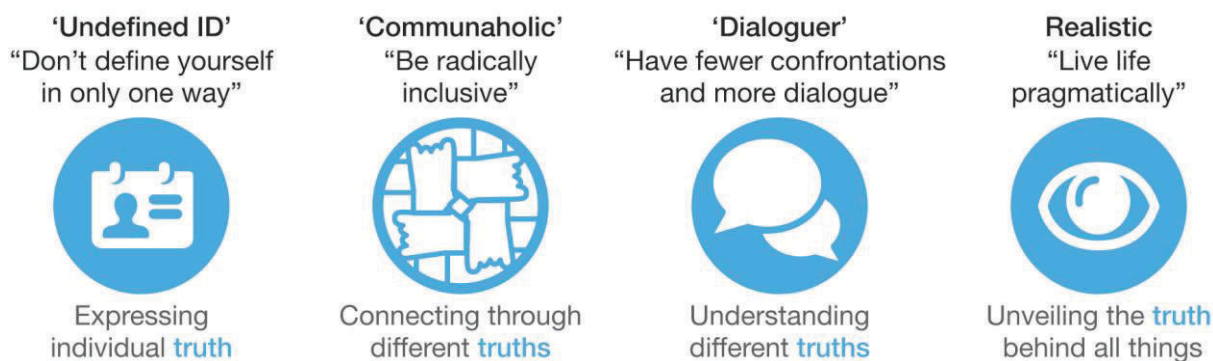 ‘Undefined ID’
“Don’t define yourself
in only one way”
Expressing
individual truth
‘Communaholic’
“Be radically
inclusive”
Connecting through
different truths
‘Dialoguer’
“Have fewer confrontations
and more dialogue”
Understanding
different truths
Realistic
“Live life
pragmatically”
Unveiling the truth
behind all things